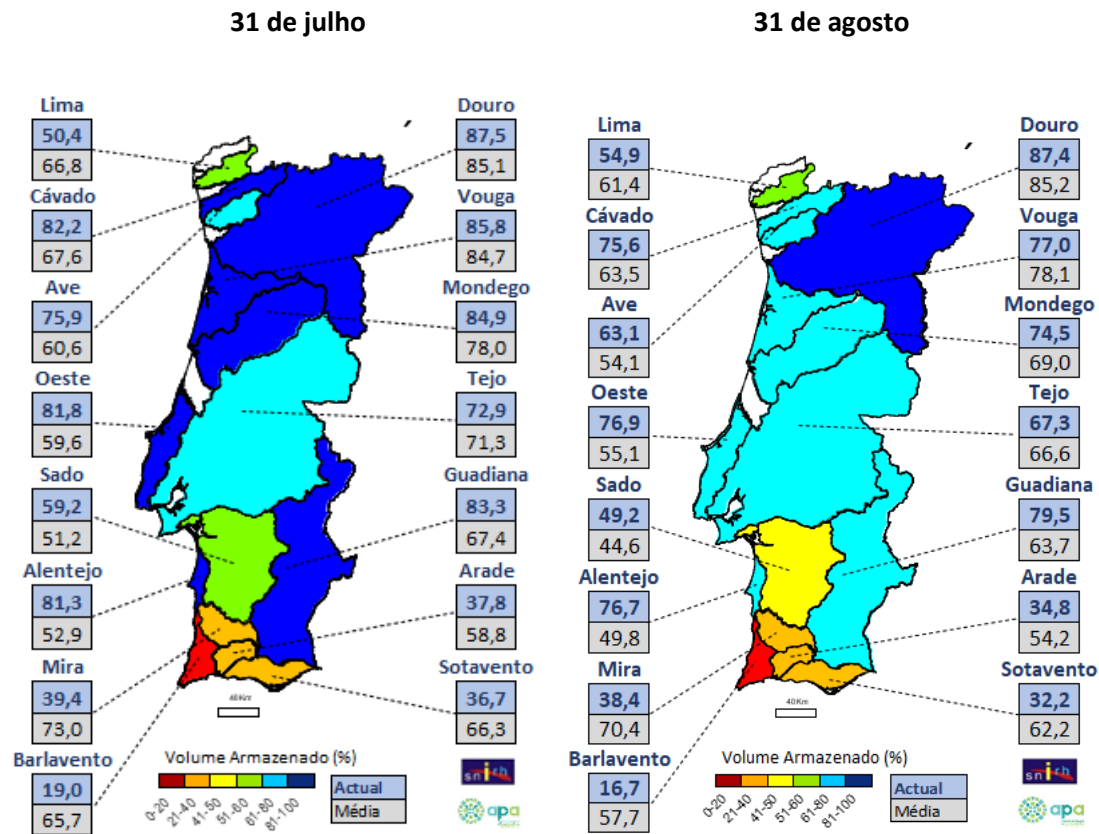 31 de julho
31 de agosto
Lima
50,4
66,8
Cávado
82,2
67,6
Ave
75,9
60,6
Oeste
81,8
59,6
Sado
59,2
51,2
Alentejo
81,3
52,9
Mira
39,4
73,0
Barlavento
19,0
65,7
Douro
87,5
85,1
Vouga
85,8
84,7
Mondego
84,9
78,0
Tejo
72,9
71,3
Guadiana
83,3
67,4
Arade
37,8
58,8
Sotavento
36,7
66,3
40 Km
Volume Armazenado (%)
0-20
21-40
41-50
51-60
61-80
81-100
Actual
Média
snirh
apa
Lima
54,9
61,4
Cávado
75,6
63,5
Ave
63,1
54,1
Oeste
76,9
55,1
Sado
49,2
44,6
Alentejo
76,7
49,8
Mira
38,4
70,4
Barlavento
16,7
57,7
Douro
87,4
85,2
Vouga
77,0
78,1
Mondego
74,5
69,0
Tejo
67,3
66,6
Guadiana
79,5
63,7
Arade
34,8
54,2
Sotavento
32,2
62,2
40 Km
Volume Armazenado (%)
0-20
21-40
41-50
51-60
61-80
81-100
Actual
Média
snirh
apa